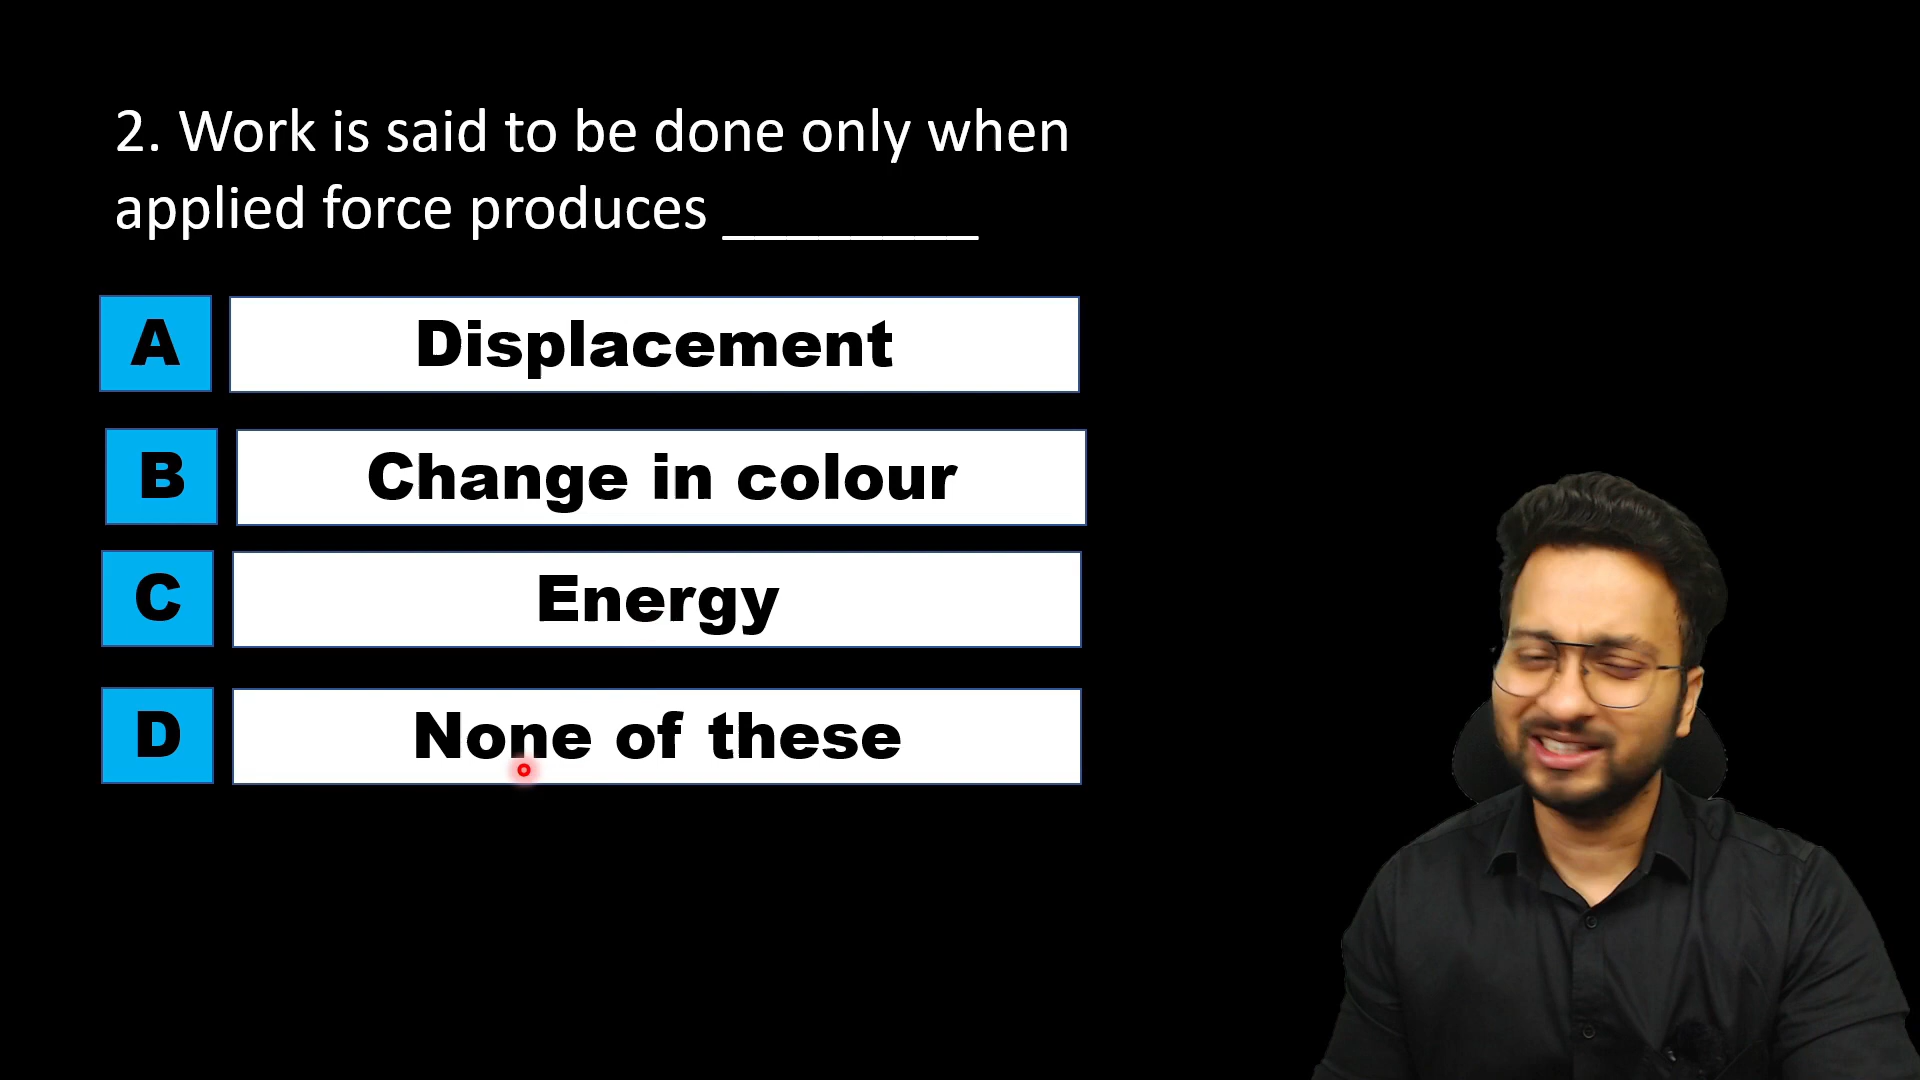 2. Work is said to be done only when
applied force produces ________
A Displacement
B Change in colour
C Energy
D None of these